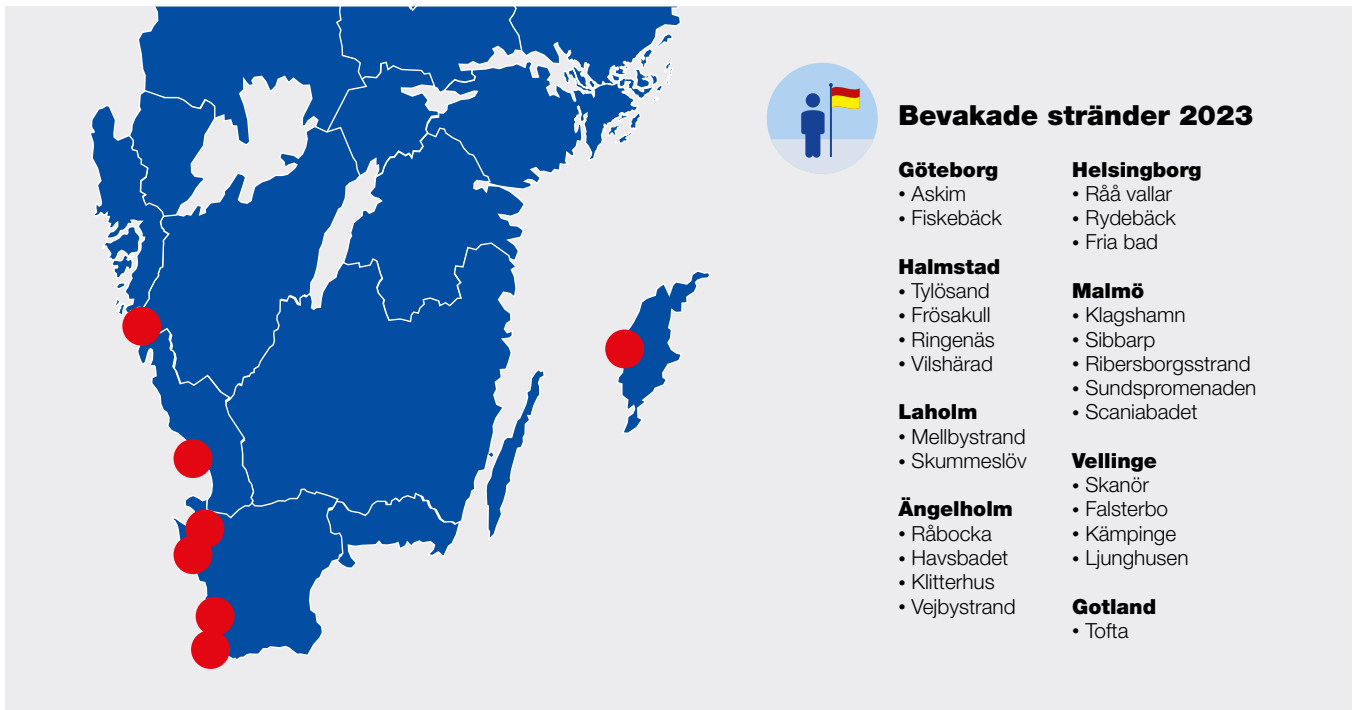 Bevakade stränder 2023
Göteborg
• Askim
• Fiskebäck
Halmstad
• Tylösand
• Frösakull
• Ringenäs
• Vilshärad
Laholm
• Mellbystrand
• Skummeslöv
Ängelholm
• Råbocka
• Havsbadet
• Klitterhus
• Vejbystrand
Helsingborg
• Råå vallar
• Rydebäck
• Fria bad
Malmö
• Klagshamn
• Sibbarp
• Ribersborgsstrand
• Sundspromenaden
• Scaniabadet
Vellinge
• Skanör
• Falsterbo
• Kämpinge
• Ljunghusen
Gotland
• Tofta